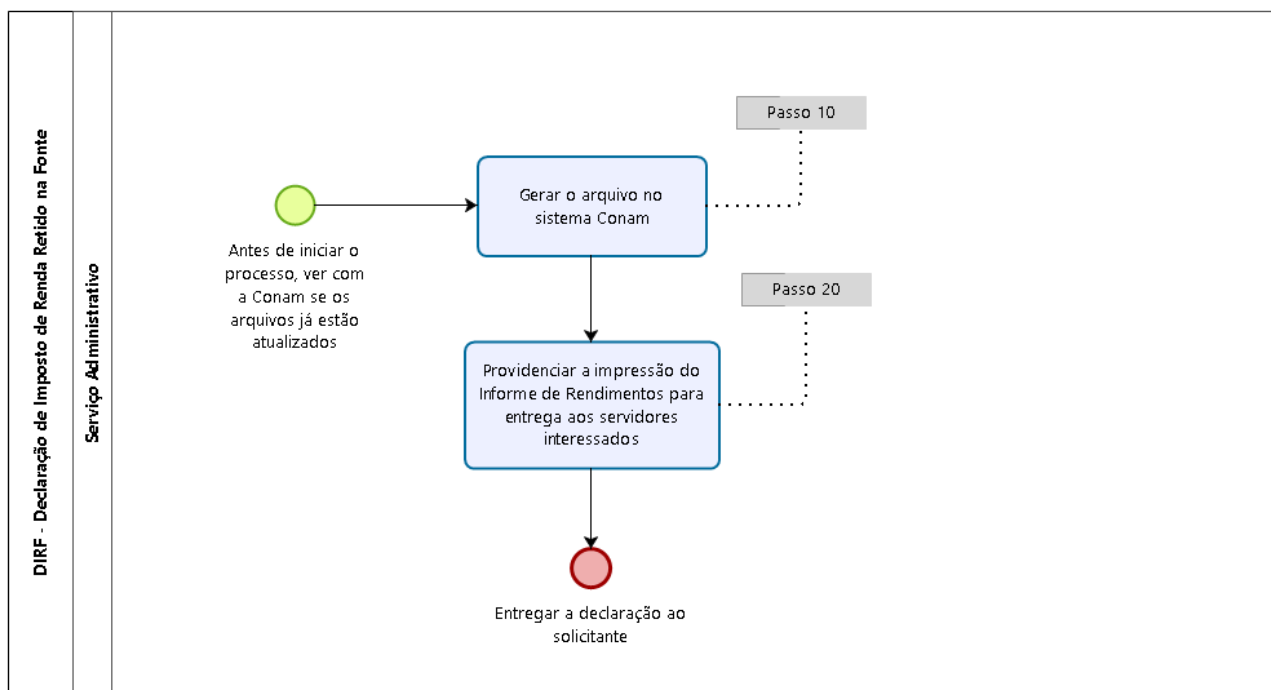 DIRF - Declaração de Imposto de Renda Retido na Fonte
Serviço Administrativo
Passo 10
Gerar o arquivo no
sistema Conam
Antes de iniciar o
processo, ver com
a Conam se os
arquivos já estão
atualizados
Passo 20
Providenciar a impressão do
Informe de Rendimentos para
entrega aos servidores
interessados
Entregar a declaração ao
solicitante